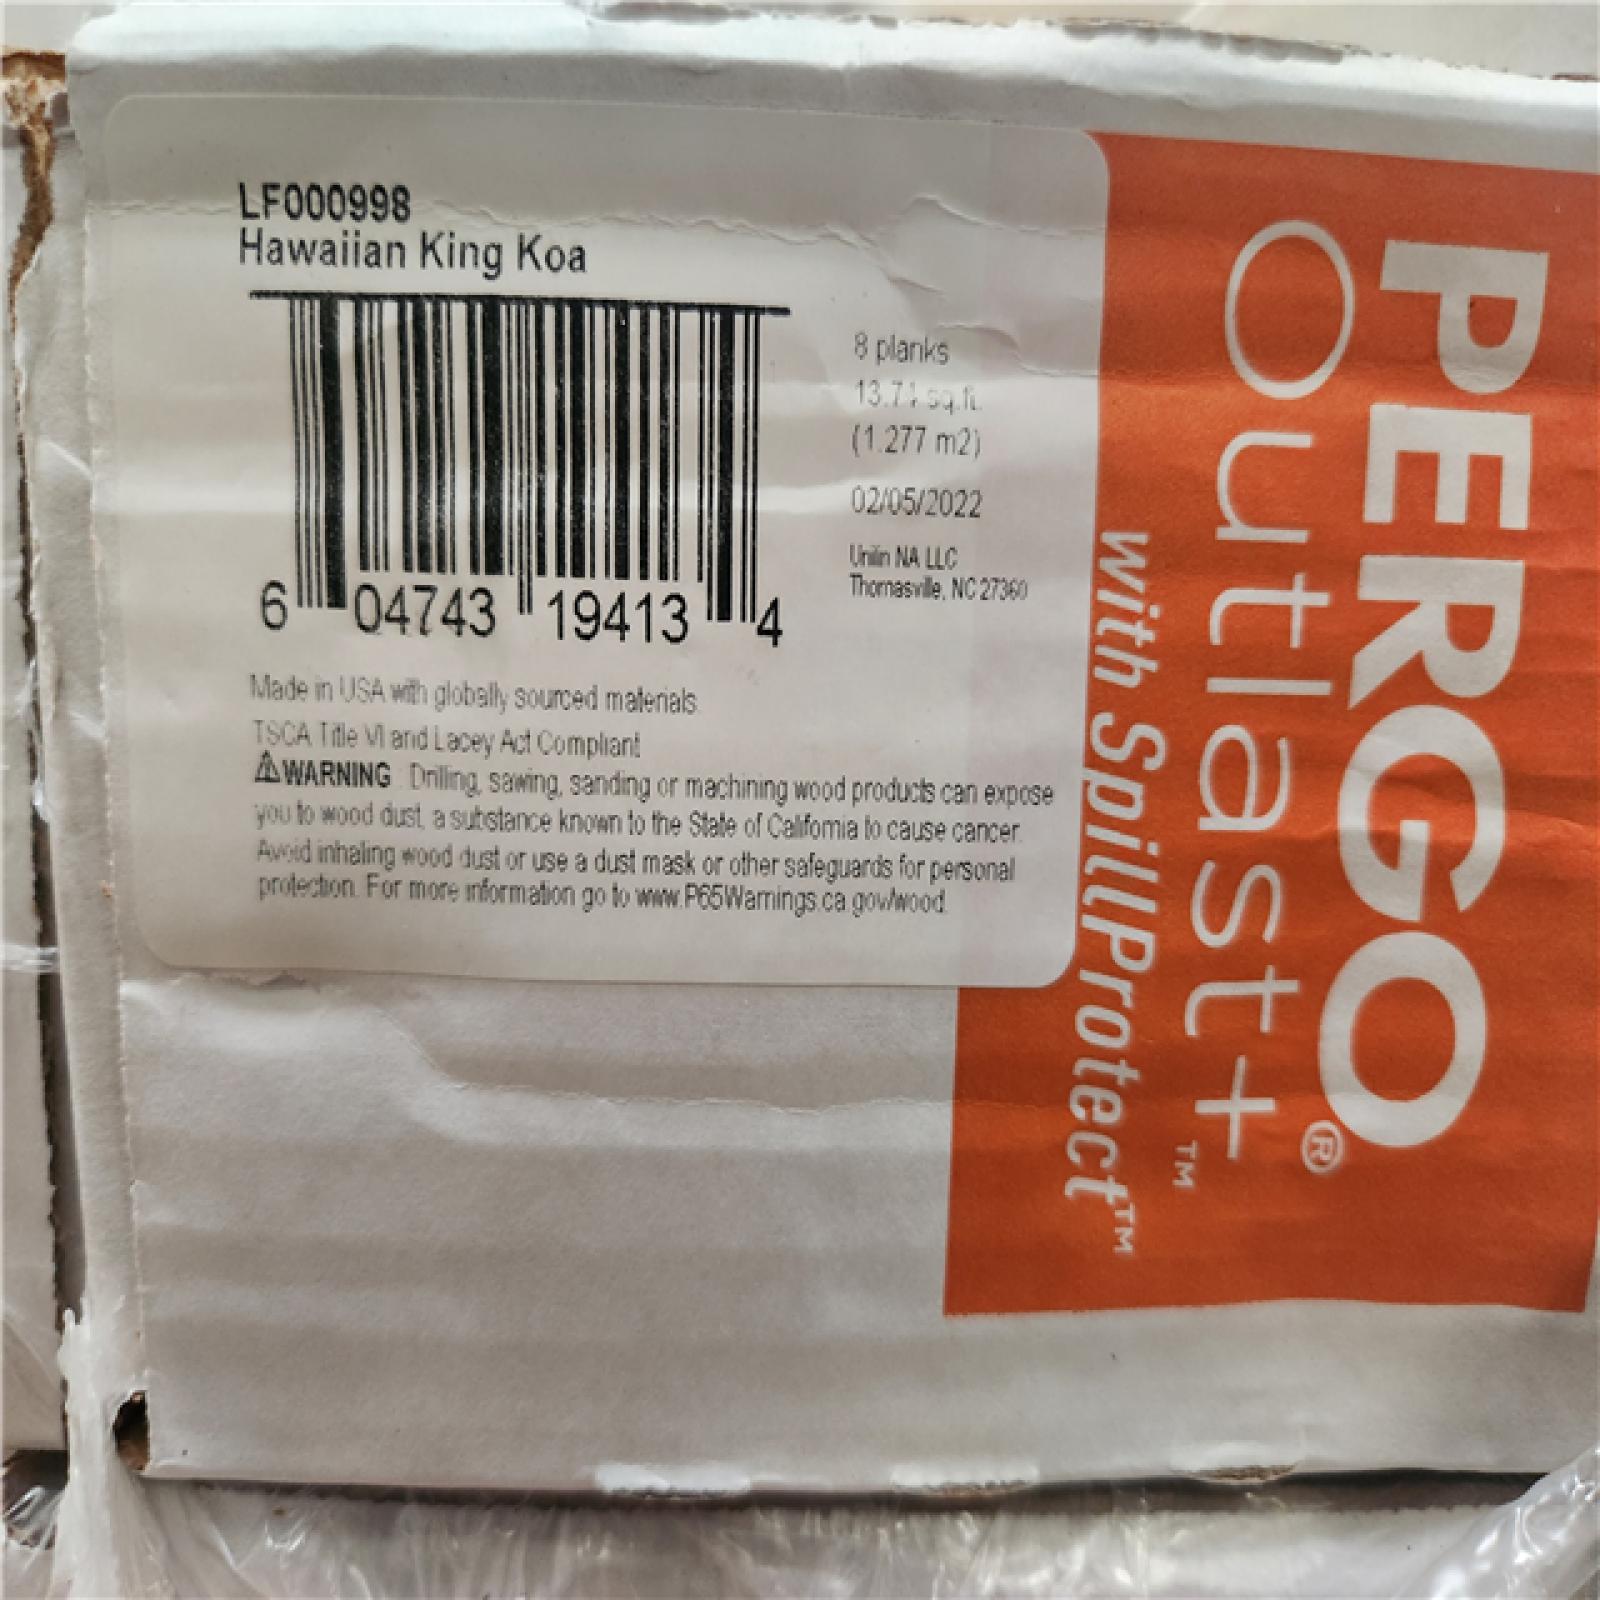 LF000998
Hawaiian King Koa
6 04743 19413 4
8 planks
13.74 sq.ft.
(1.277 m2)
02/05/2022
Unilin NA LLC
Thomasville, NC 27360
Made in USA with globally sourced materials.
TSCA Title VI and Lacey Act Compliant
⚠WARNING : Drilling, sawing, sanding or machining wood products can expose
you to wood dust, a substance known to the State of California to cause cancer.
Avoid inhaling wood dust or use a dust mask or other safeguards for personal
protection. For more information go to www.P65Warnings.ca.gov/wood.
PERGO®
Outlast+™
with SpillProtect™